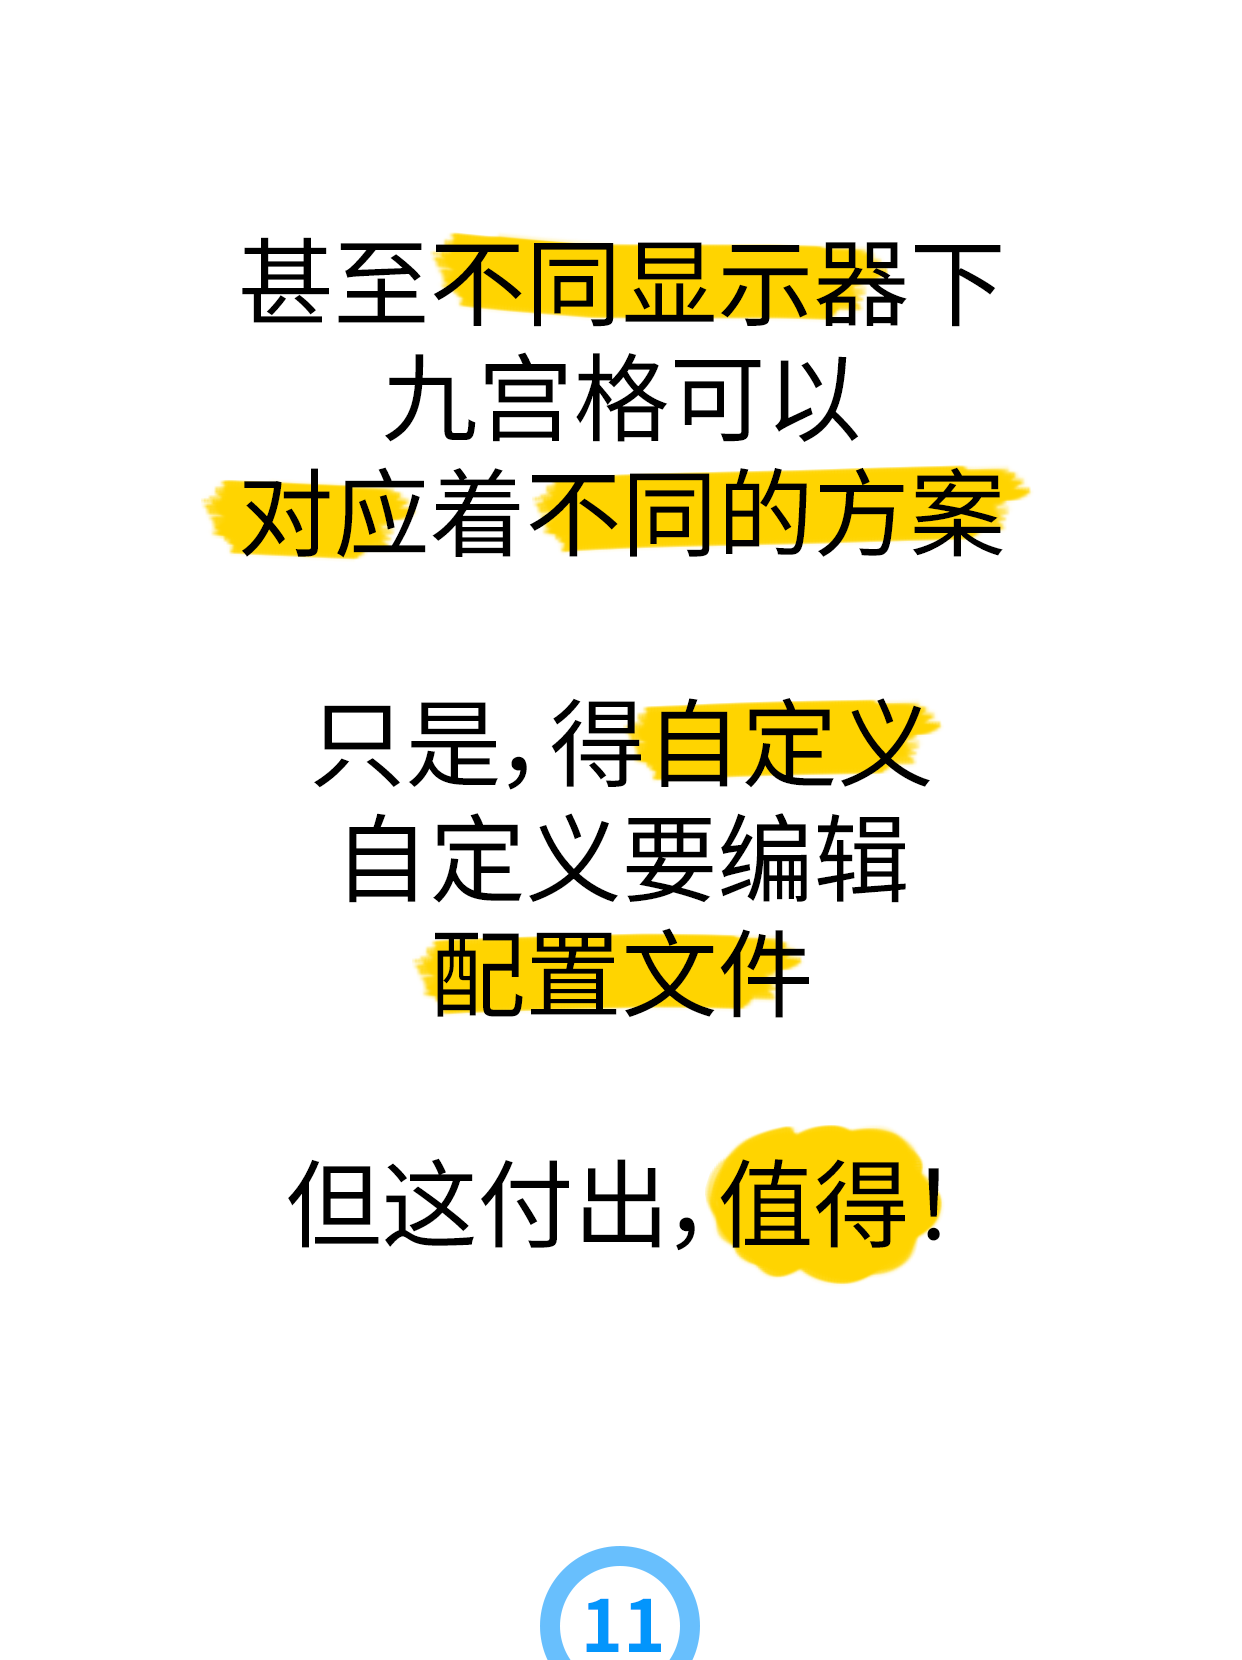 甚至不同显示器下
九宫格可以
对应着不同的方案
只是，得自定义
自定义要编辑
配置文件
但这付出，值得！
11